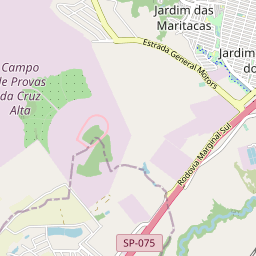 Jardim das
Maritacas
Estrada General Motors
Jardim
do
Campo
de Provas
da Cruz
Alta
Rodovia Marginal Sul
SP-075